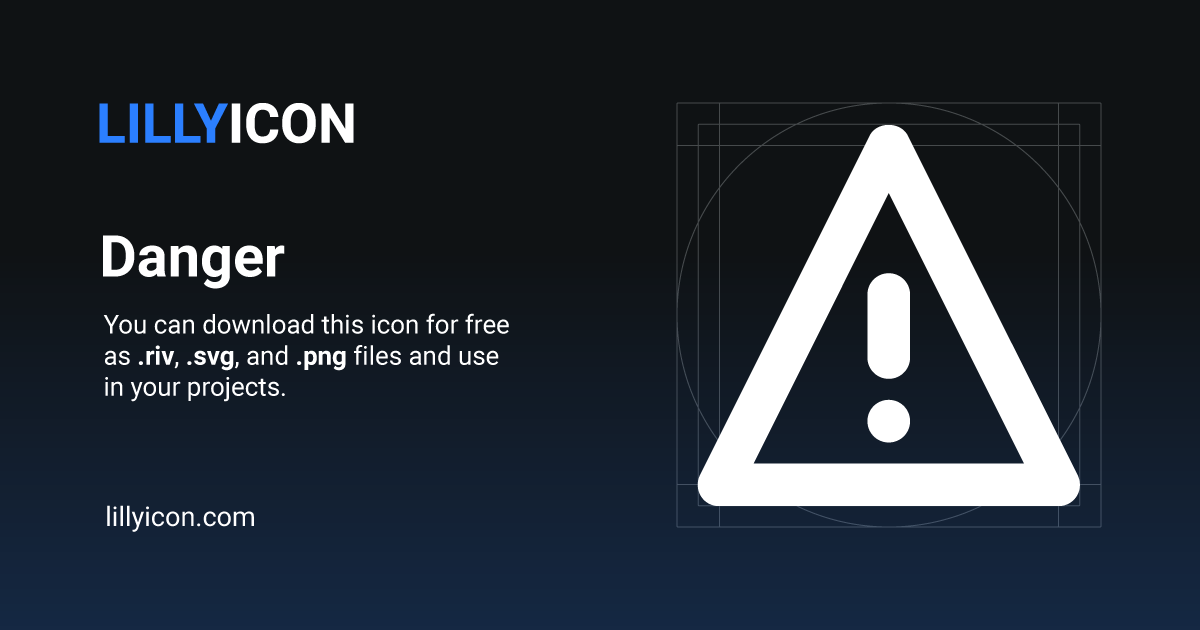 LILLYICON
Danger
You can download this icon for free
as .riv, .svg, and .png files and use
in your projects.
lillyicon.com